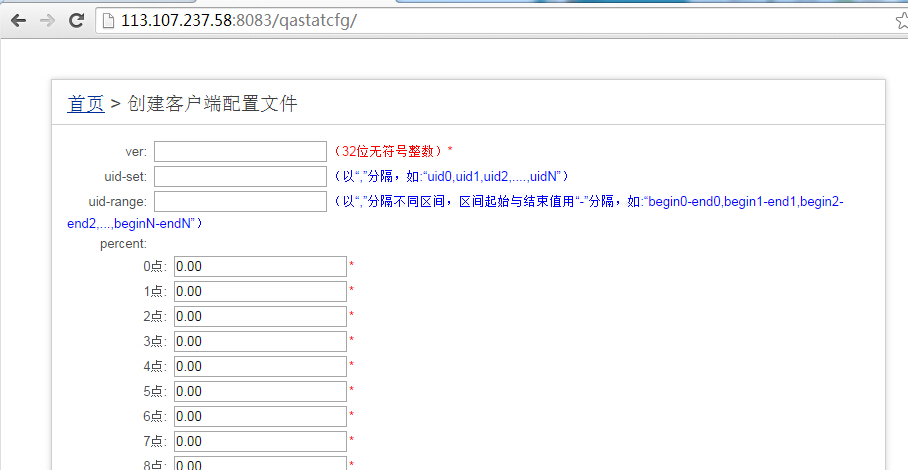 113.107.237.58:8083/qastatcfg/
首页 > 创建客户端配置文件
ver: （32位无符号整数）*
uid-set: （以“,”分隔，如:“uid0,uid1,uid2,....,uidN”）
uid-range: （以“,”分隔不同区间，区间起始与结束值用“-”分隔，如:“begin0-end0,begin1-end1,begin2-
end2,...,beginN-endN”）
percent:
0点: 0.00 *
1点: 0.00 *
2点: 0.00 *
3点: 0.00 *
4点: 0.00 *
5点: 0.00 *
6点: 0.00 *
7点: 0.00 *
8点: 0.00 *